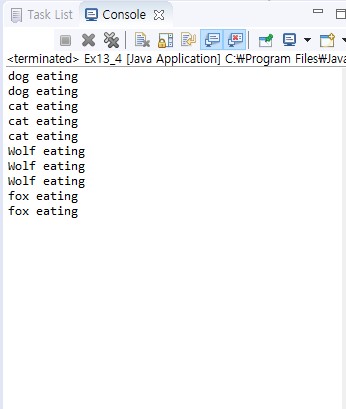 Task List Console
<terminated> Ex13_4 [Java Application] C:₩Program Files₩Java
dog eating
dog eating
cat eating
cat eating
cat eating
Wolf eating
Wolf eating
Wolf eating
fox eating
fox eating